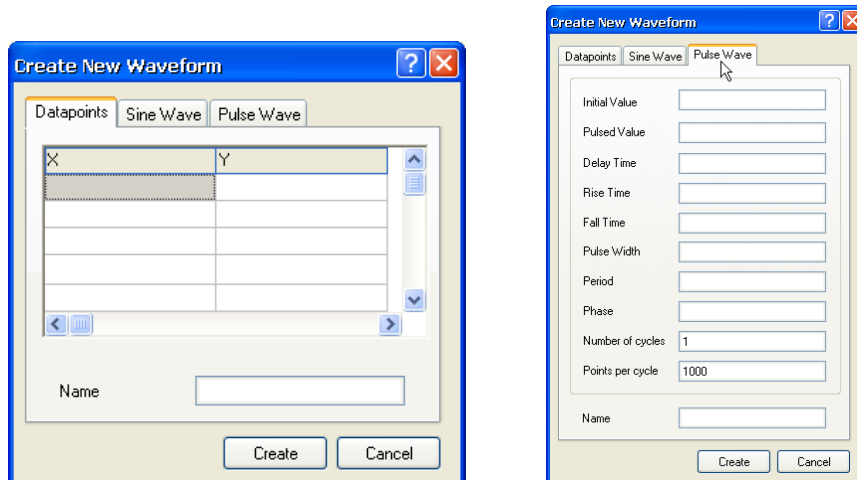 Create New Waveform
Datapoints Sine Wave Pulse Wave
X Y
Name
Create Cancel
Create New Waveform
Datapoints Sine Wave Pulse Wave
Initial Value
Pulsed Value
Delay Time
Rise Time
Fall Time
Pulse Width
Period
Phase
Number of cycles 1
Points per cycle 1000
Name
Create Cancel